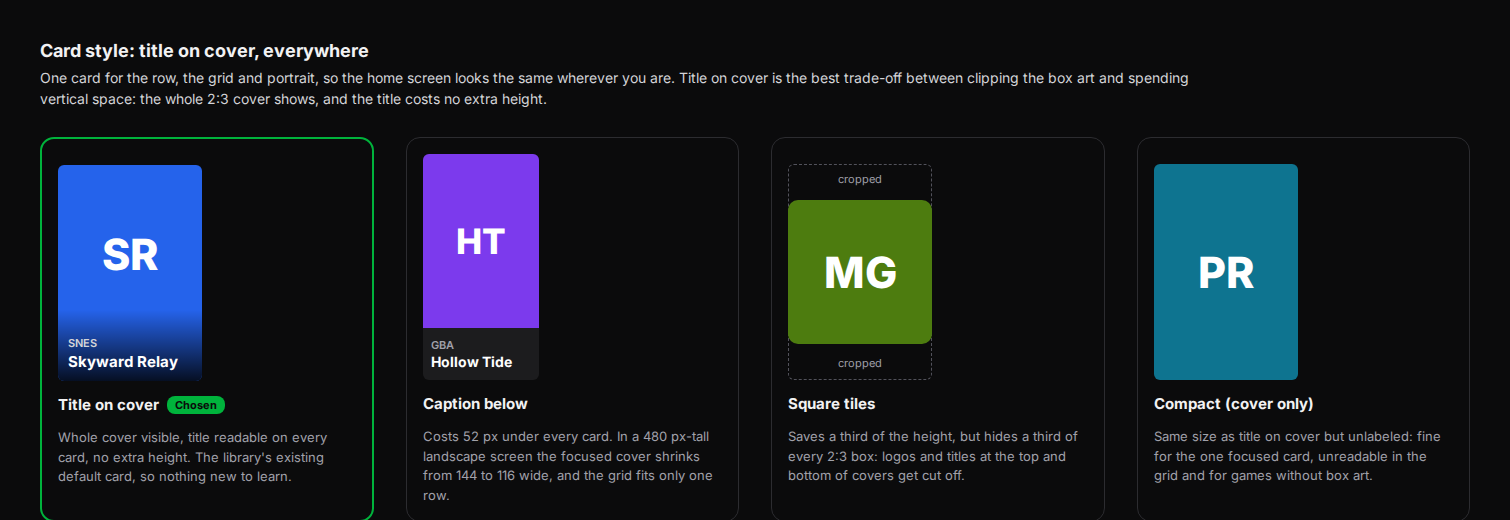 Card style: title on cover, everywhere
One card for the row, the grid and portrait, so the home screen looks the same wherever you are. Title on cover is the best trade-off between clipping the box art and spending
vertical space: the whole 2:3 cover shows, and the title costs no extra height.
SR
SNES
Skyward Relay
Title on cover Chosen
Whole cover visible, title readable on every
card, no extra height. The library's existing
default card, so nothing new to learn.
HT
GBA
Hollow Tide
Caption below
Costs 52 px under every card. In a 480 px-tall
landscape screen the focused cover shrinks
from 144 to 116 wide, and the grid fits only one
row.
cropped
MG
cropped
Square tiles
Saves a third of the height, but hides a third of
every 2:3 box: logos and titles at the top and
bottom of covers get cut off.
PR
Compact (cover only)
Same size as title on cover but unlabeled: fine
for the one focused card, unreadable in the
grid and for games without box art.